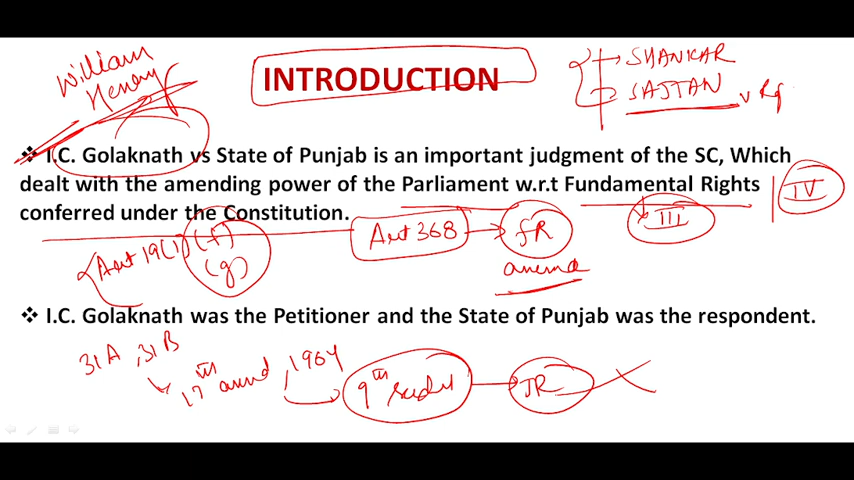 William
Henry
INTRODUCTION
SHANKAR
SAJJAN
❖ I.C. Golaknath vs State of Punjab is an important judgment of the SC, Which
dealt with the amending power of the Parliament w.r.t Fundamental Rights
conferred under the Constitution.
IV
III
Art 19(1) (f)
(g)
Art 368
FR
amend
❖ I.C. Golaknath was the Petitioner and the State of Punjab was the respondent.
31A, 31B
17th amend, 1964
9th
JR